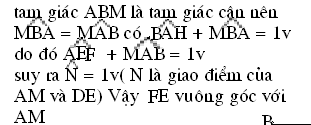 tam giác ABM là tam giác cân nên
MBA = MAB có .BAH + MBA = 1v
do đó AEF + MAB = 1v
suy ra N = 1v( N là giao điểm của
AM và DE) Vậy FE vuông góc với
AM